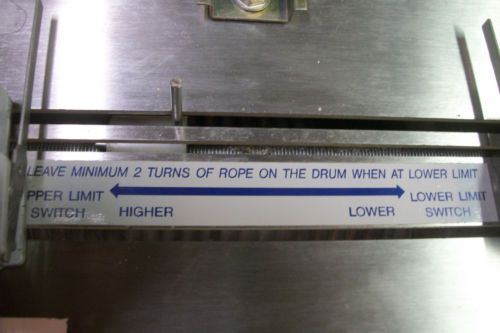 LEAVE MINIMUM 2 TURNS OF ROPE ON THE DRUM WHEN AT LOWER LIMIT
PPER LIMIT LOWER LIMIT
SWITCH HIGHER LOWER SWITCH